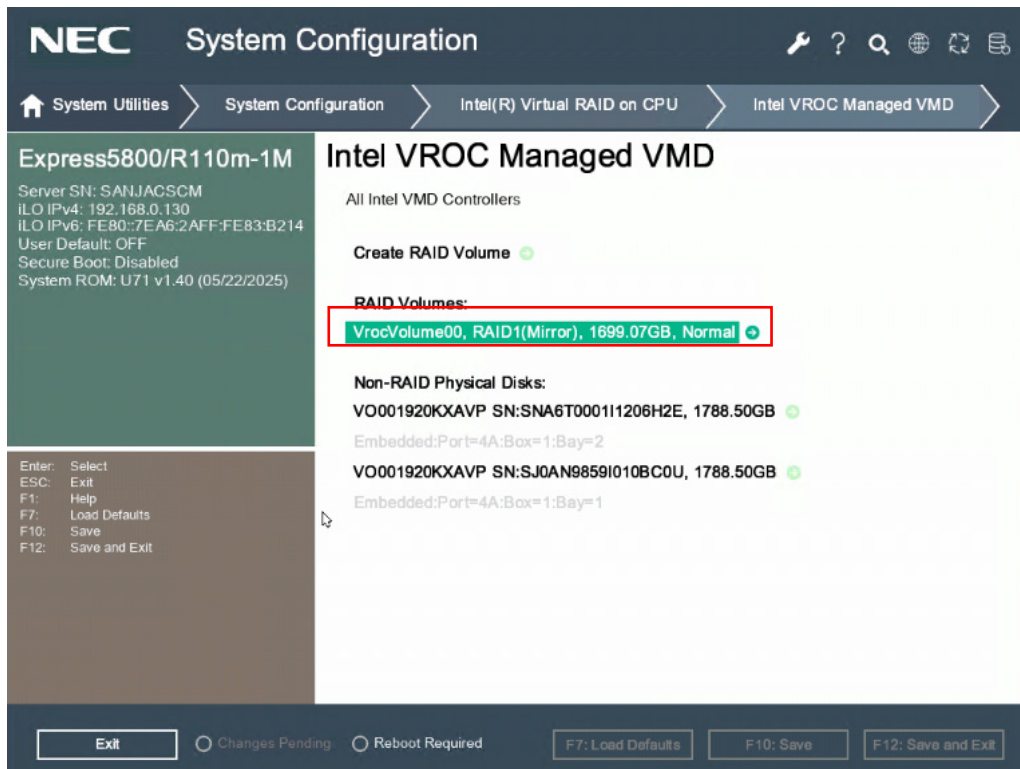 NEC System Configuration
System Utilities System Configuration Intel(R) Virtual RAID on CPU Intel VROC Managed VMD
Express5800/R110m-1M
Server SN: SANJACSCM
iLO IPv4: 192.168.0.130
iLO IPv6: FE80::7EA6:2AFF:FE83:B214
User Default: OFF
Secure Boot: Disabled
System ROM: U71 v1.40 (05/22/2025)
Enter: Select
ESC: Exit
F1: Help
F7: Load Defaults
F10: Save
F12: Save and Exit
Intel VROC Managed VMD
All Intel VMD Controllers
Create RAID Volume
RAID Volumes:
VrocVolume00, RAID1(Mirror), 1699.07GB, Normal
Non-RAID Physical Disks:
VO001920KXAVP SN:SNA6T0001I1206H2E, 1788.50GB
Embedded:Port=4A:Box=1:Bay=2
VO001920KXAVP SN:SJ0AN9859I010BC0U, 1788.50GB
Embedded:Port=4A:Box=1:Bay=1
Exit Changes Pending Reboot Required F7: Load Defaults F10: Save F12: Save and Exit